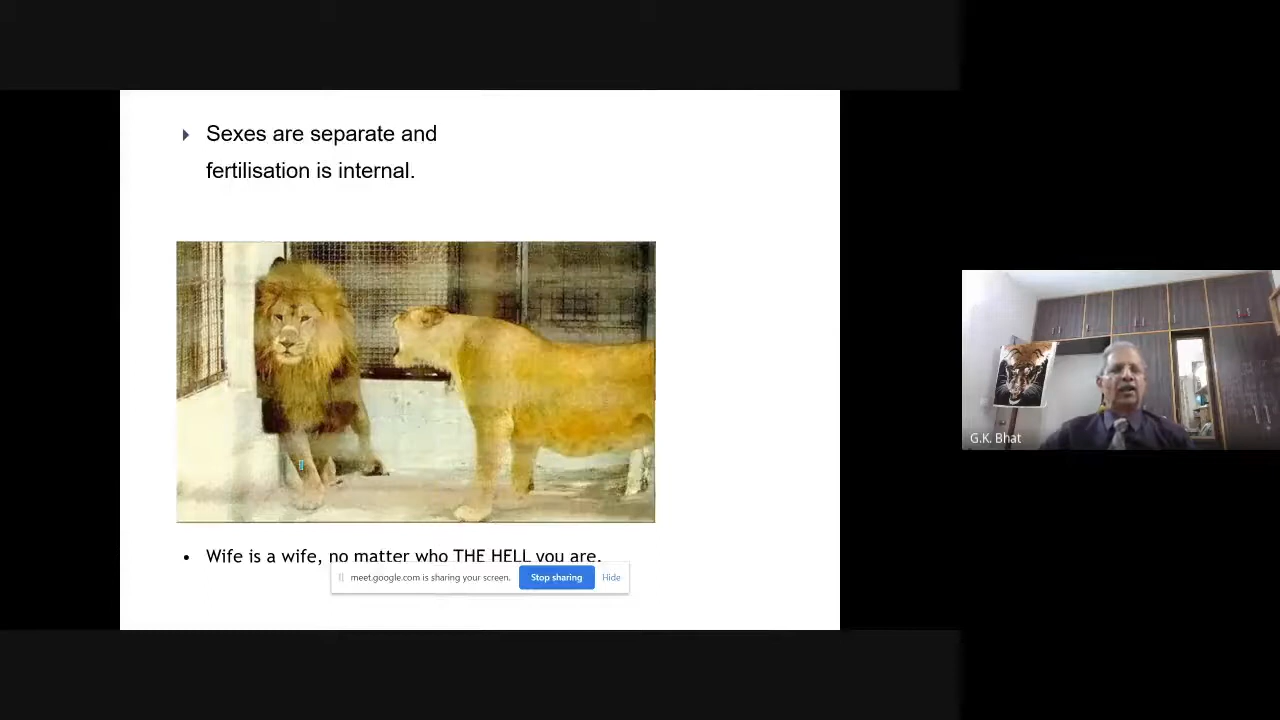 Sexes are separate and
fertilisation is internal.
Wife is a wife, no matter who THE HELL you are.
meet.google.com is sharing your screen. Stop sharing Hide
G.K. Bhat